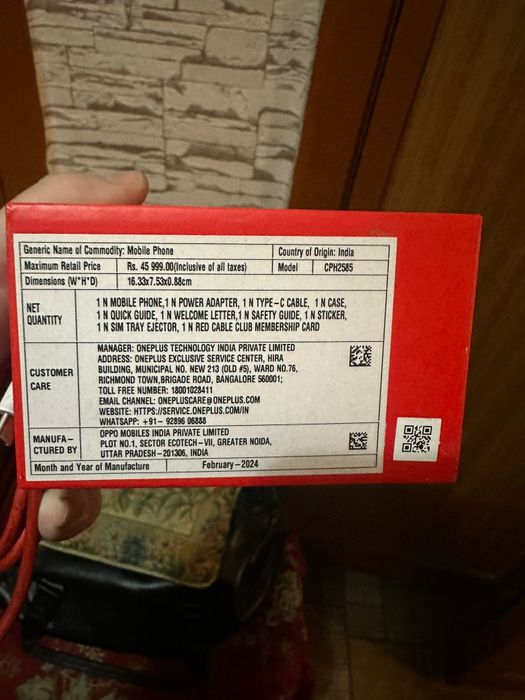 Generic Name of Commodity: Mobile Phone Country of Origin: India
Maximum Retail Price Rs. 45 999.00(Inclusive of all taxes) Model CPH2585
Dimensions (W*H*D) 16.33x7.53x0.88cm
NET QUANTITY
1 N MOBILE PHONE,1 N POWER ADAPTER, 1 N TYPE-C CABLE, 1 N CASE,
1 N QUICK GUIDE, 1 N WELCOME LETTER,1 N SAFETY GUIDE, 1 N STICKER,
1 N SIM TRAY EJECTOR, 1 N RED CABLE CLUB MEMBERSHIP CARD
CUSTOMER CARE
MANAGER: ONEPLUS TECHNOLOGY INDIA PRIVATE LIMITED
ADDRESS: ONEPLUS EXCLUSIVE SERVICE CENTER, HIRA
BUILDING, MUNICIPAL NO. NEW 213 (OLD #5), WARD NO.76,
RICHMOND TOWN,BRIGADE ROAD, BANGALORE 560001;
TOLL FREE NUMBER: 18001028411
EMAIL CHANNEL: ONEPLUSCARE@ONEPLUS.COM
WEBSITE: HTTPS://SERVICE.ONEPLUS.COM/IN
WHATSAPP: +91- 92896 06888
MANUFA-
CTURED BY
OPPO MOBILES INDIA PRIVATE LIMITED
PLOT NO.1, SECTOR ECOTECH-VII, GREATER NOIDA,
UTTAR PRADESH-201306, INDIA
Month and Year of Manufacture February-2024